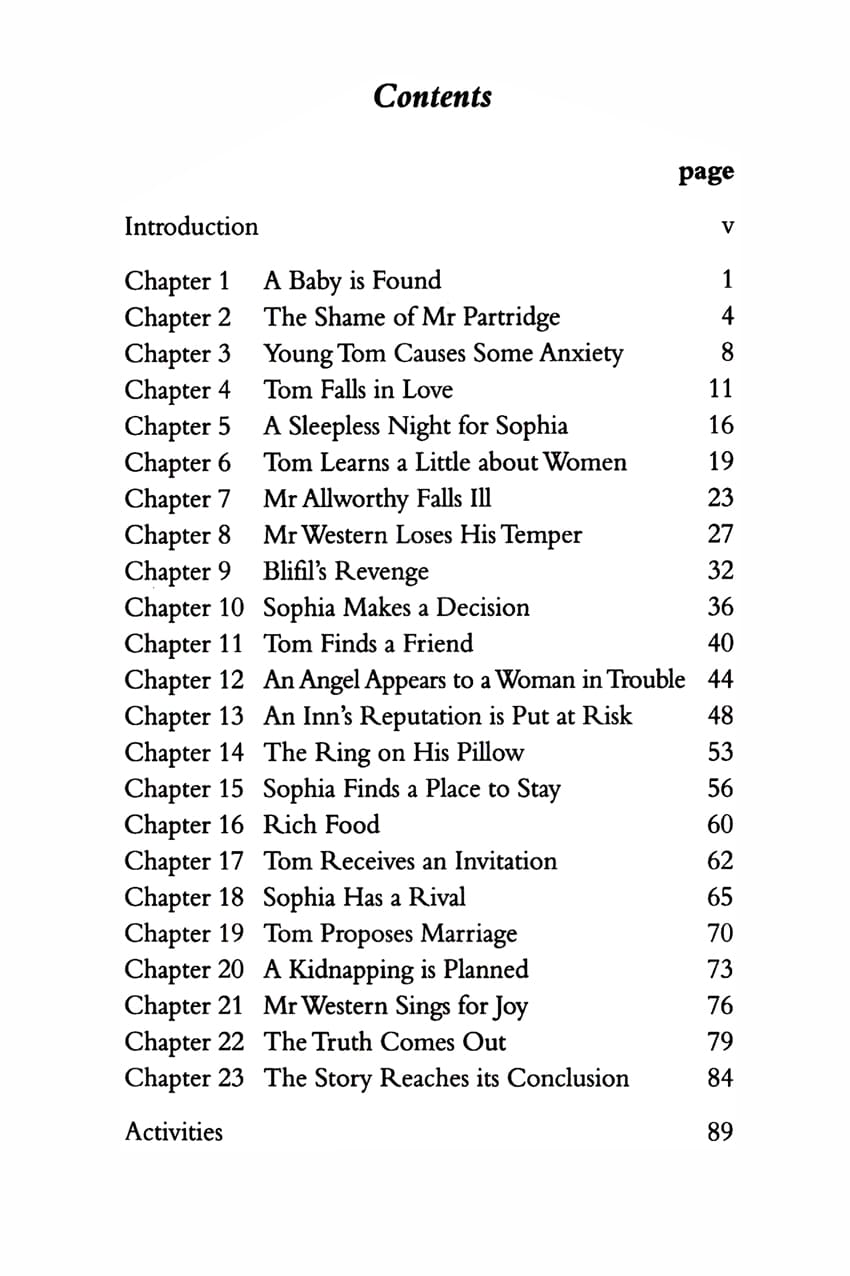 Contents
page
Introduction v
Chapter 1 A Baby is Found 1
Chapter 2 The Shame of Mr Partridge 4
Chapter 3 Young Tom Causes Some Anxiety 8
Chapter 4 Tom Falls in Love 11
Chapter 5 A Sleepless Night for Sophia 16
Chapter 6 Tom Learns a Little about Women 19
Chapter 7 Mr Allworthy Falls Ill 23
Chapter 8 Mr Western Loses His Temper 27
Chapter 9 Blifil's Revenge 32
Chapter 10 Sophia Makes a Decision 36
Chapter 11 Tom Finds a Friend 40
Chapter 12 An Angel Appears to a Woman in Trouble 44
Chapter 13 An Inn's Reputation is Put at Risk 48
Chapter 14 The Ring on His Pillow 53
Chapter 15 Sophia Finds a Place to Stay 56
Chapter 16 Rich Food 60
Chapter 17 Tom Receives an Invitation 62
Chapter 18 Sophia Has a Rival 65
Chapter 19 Tom Proposes Marriage 70
Chapter 20 A Kidnapping is Planned 73
Chapter 21 Mr Western Sings for Joy 76
Chapter 22 The Truth Comes Out 79
Chapter 23 The Story Reaches its Conclusion 84
Activities 89